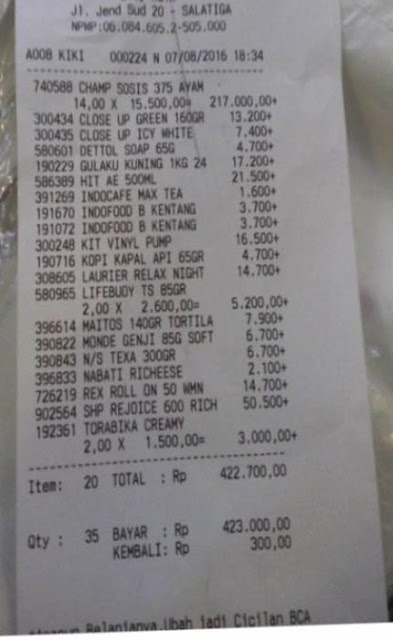 Jl. Jend Sud 20 - SALATIGA
NPWP:06.084.605.2-505.000
A00B KIKI 000224 N 07/08/2016 18:34
740588 CHAMP SOSIS 375 AYAM
14,00 X 15.500,00= 217.000,00+
300434 CLOSE UP GREEN 160GR 13.200+
300435 CLOSE UP ICY WHITE 7.400+
580601 DETTOL SOAP 65G 4.700+
190229 GULAKU KUNING 1KG 24 17.200+
586389 HIT AE 500ML 21.500+
391269 INDOCAFE MAX TEA 1.600+
191670 INDOFOOD B KENTANG 3.700+
191072 INDOFOOD B KENTANG 3.700+
300248 KIT VINYL PUMP 16.500+
190716 KOPI KAPAL API 65GR 4.700+
308605 LAURIER RELAX NIGHT 14.700+
580965 LIFEBUOY TS 85GR
2,00 X 2.600,00= 5.200,00+
396614 MAITOS 140GR TORTILA 7.900+
390822 MONDE GENJI 85G SOFT 6.700+
390843 N/S TEXA 300GR 6.700+
396833 NABATI RICHEESE 2.100+
726219 REX ROLL ON 50 WMN 14.700+
902564 SHP REJOICE 600 RICH 50.500+
192361 TORABIKA CREAMY
2,00 X 1.500,00= 3.000,00+
Item: 20 TOTAL : Rp 422.700,00
Qty : 35 BAYAR : Rp 423.000,00
KEMBALI: Rp 300,00
Belanjanya Ubah jadi Cicilan BCA